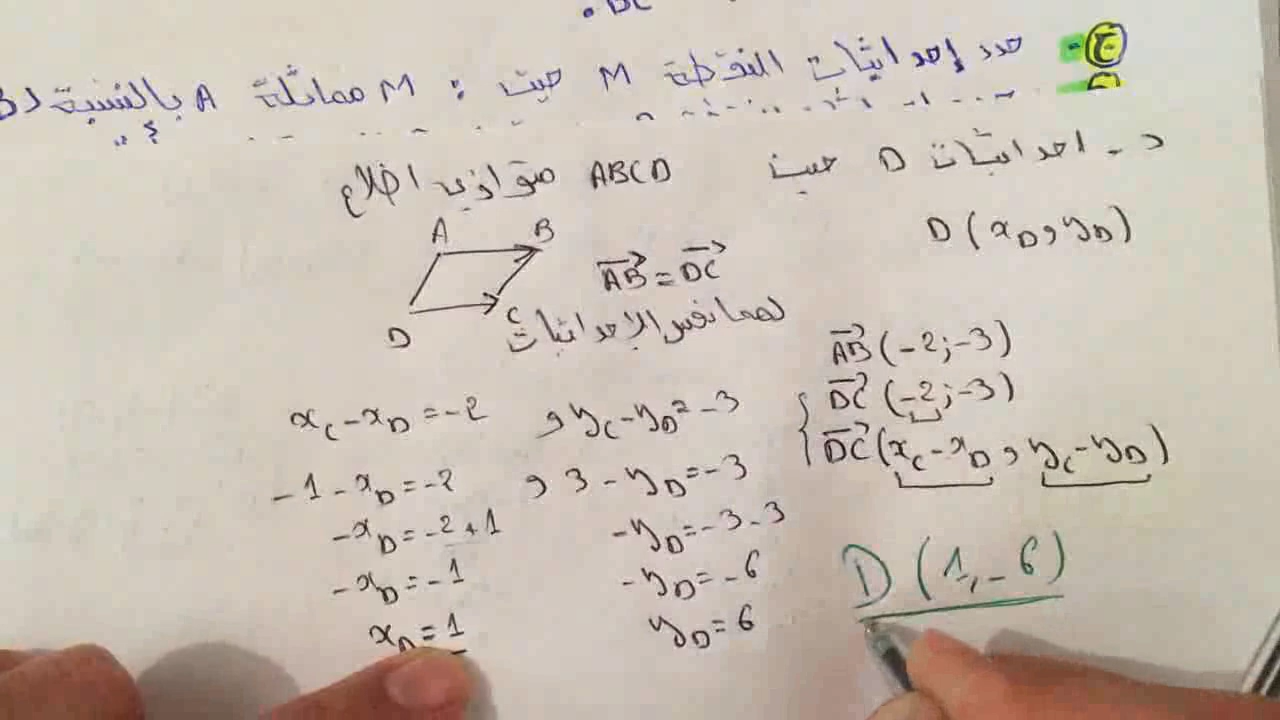 ج - حدد إحداثيات النقطة M حيث : M مماثلة A بالنسبة
د - احداثيات D حيث ABCD متوازي اضلاع
D(x_D, y_D)
A B
D C
AB = DC
لهما نفس الإحداثيات
AB(-2;-3)
DC(-2;-3)
DC(x_C-x_D, y_C-y_D)
x_C-x_D=-2 و y_C-y_D=-3
-1-x_D=-2 و 3-y_D=-3
-x_D=-2+1 -y_D=-3-3
-x_D=-1 -y_D=-6
x_D=1 y_D=6
D(1,-6)